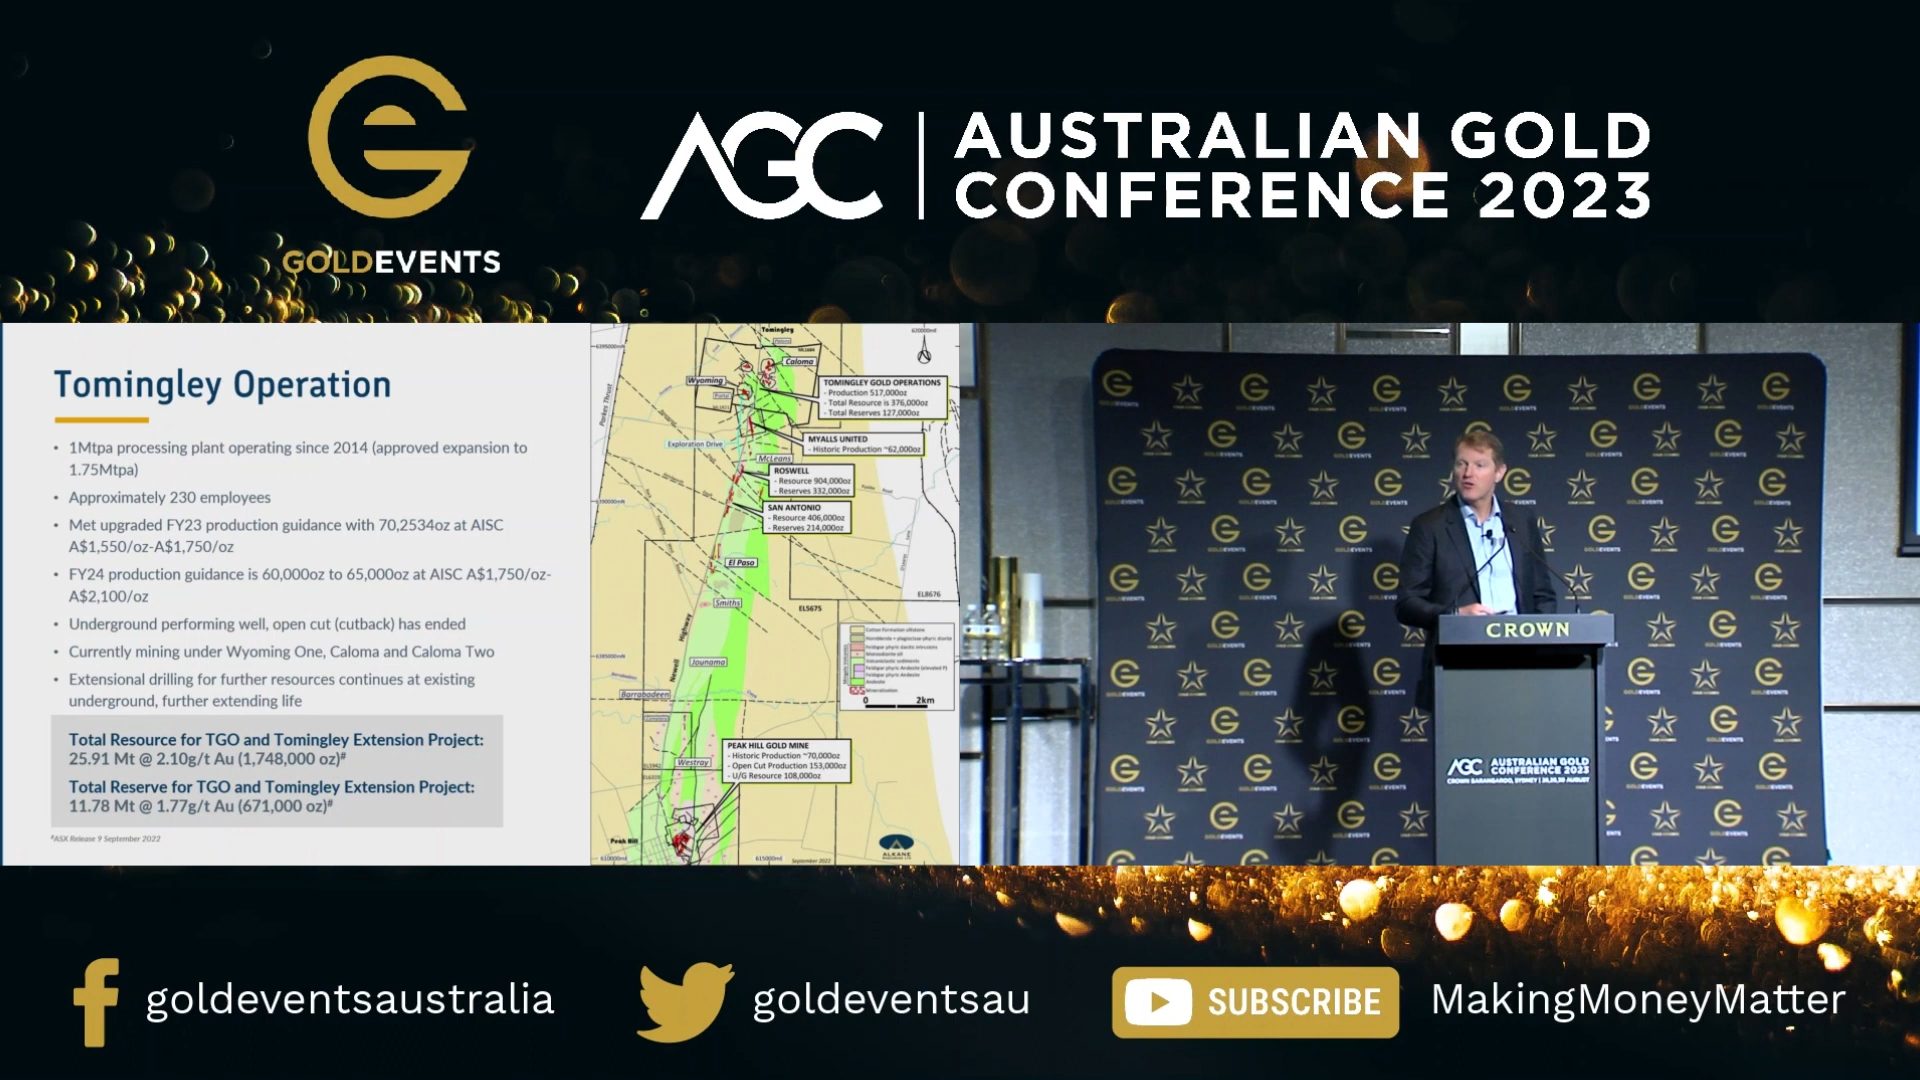 GOLDEVENTS
AGC
AUSTRALIAN GOLD
CONFERENCE 2023
Tomingley Operation
• 1Mtpa processing plant operating since 2014 (approved expansion to
1.75Mtpa)
• Approximately 230 employees
• Met upgraded FY23 production guidance with 70,2534oz at AISC
A$1,550/oz-A$1,750/oz
• FY24 production guidance is 60,000oz to 65,000oz at AISC A$1,750/oz-
A$2,100/oz
• Underground performing well, open cut (cutback) has ended
• Currently mining under Wyoming One, Caloma and Caloma Two
• Extensional drilling for further resources continues at existing
underground, further extending life
Total Resource for TGO and Tomingley Extension Project:
25.91 Mt @ 2.10g/t Au (1,748,000 oz)#
Total Reserve for TGO and Tomingley Extension Project:
11.78 Mt @ 1.77g/t Au (671,000 oz)#
#ASX Release 9 September 2022
Tomingley
Caloma
Wyoming
TOMINGLEY GOLD OPERATIONS
- Production 517,000oz
- Total Resource is 376,000oz
- Total Reserves 127,000oz
MYALLS UNITED
- Historic Production ~62,000oz
Exploration Drive
McLeans
ROSWELL
- Resource 904,000oz
- Reserves 332,000oz
SAN ANTONIO
- Resource 406,000oz
- Reserves 214,000oz
Parkes Thrust
El Paso
Smiths
EL5675
EL8676
Newell
Highway
Jounama
Barrabadeen
0 2km
PEAK HILL GOLD MINE
- Historic Production ~70,000oz
- Open Cut Production 153,000oz
- U/G Resource 108,000oz
Westray
Peak Hill
615000mE
September 2022
ALKANE
CROWN
AGC
AUSTRALIAN GOLD
CONFERENCE 2023
goldeventsaustralia
goldeventsau
SUBSCRIBE
MakingMoneyMatter